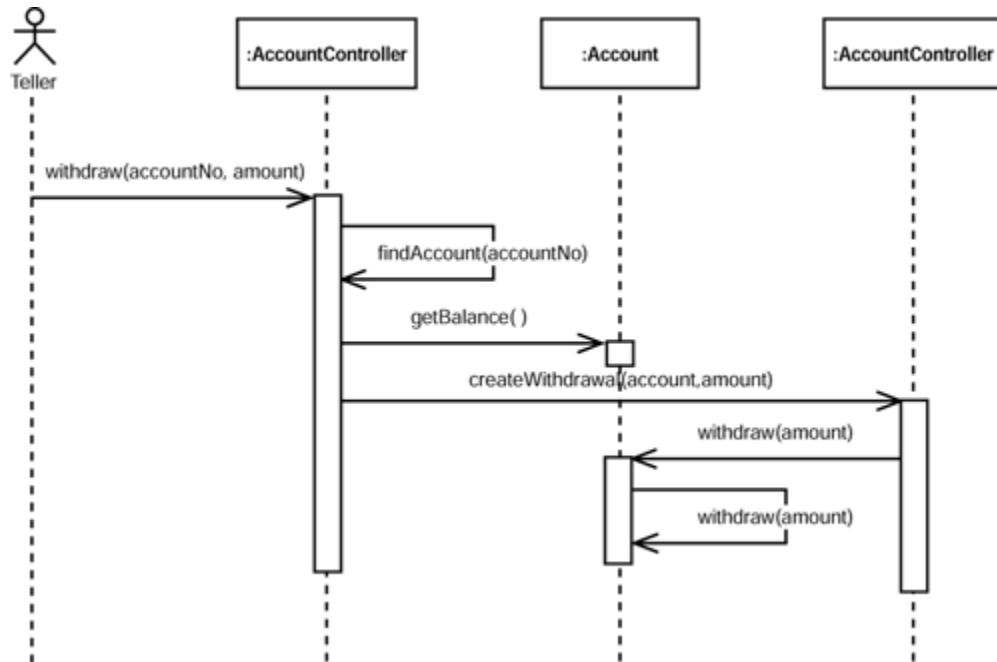 Teller
:AccountController
:Account
:AccountController
withdraw(accountNo, amount)
findAccount(accountNo)
getBalance( )
createWithdrawal(account,amount)
withdraw(amount)
withdraw(amount)